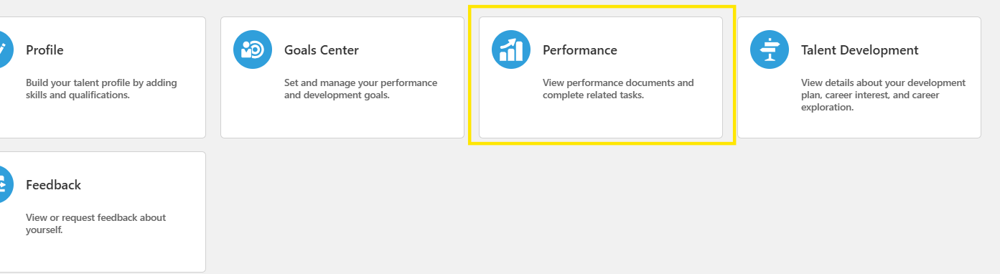 Profile
Build your talent profile by adding
skills and qualifications.
Goals Center
Set and manage your performance
and development goals.
Performance
View performance documents and
complete related tasks.
Talent Development
View details about your development
plan, career interest, and career
exploration.
Feedback
View or request feedback about
yourself.